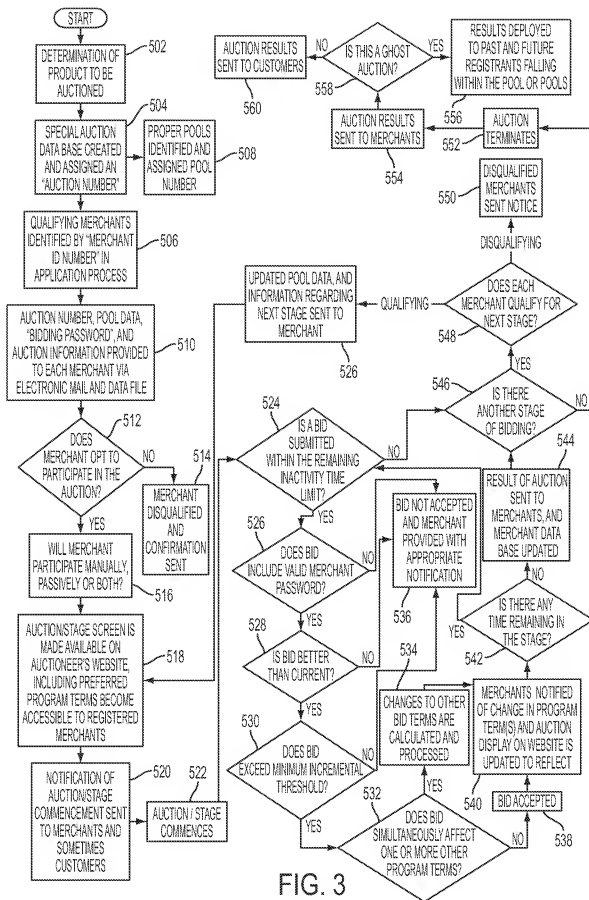 START
DETERMINATION OF
PRODUCT TO BE
AUCTIONED
502
SPECIAL AUCTION
DATA BASE CREATED
AND ASSIGNED AN
"AUCTION NUMBER"
504
PROPER POOLS
IDENTIFIED AND
ASSIGNED POOL
NUMBER
508
QUALIFYING MERCHANTS
IDENTIFIED BY "MERCHANT
ID NUMBER" IN
APPLICATION PROCESS
506
AUCTION NUMBER, POOL DATA,
"BIDDING PASSWORD", AND
AUCTION INFORMATION PROVIDED
TO EACH MERCHANT VIA
ELECTRONIC MAIL AND DATA FILE
510
512
DOES
MERCHANT OPT TO
PARTICIPATE IN THE
AUCTION?
NO
514
MERCHANT
DISQUALIFIED AND
CONFIRMATION
SENT
YES
WILL MERCHANT
PARTICIPATE MANUALLY,
PASSIVELY OR BOTH?
516
AUCTION/STAGE SCREEN IS
MADE AVAILABLE ON
AUCTIONEER'S WEBSITE,
INCLUDING PREFERRED
PROGRAM TERMS BECOME
ACCESSIBLE TO REGISTERED
MERCHANTS
518
NOTIFICATION OF
AUCTION/STAGE
COMMENCEMENT SENT
TO MERCHANTS AND
SOMETIMES
CUSTOMERS
520
522
AUCTION / STAGE
COMMENCES
524
IS A BID
SUBMITTED
WITHIN THE REMAINING
INACTIVITY TIME
LIMIT?
NO
YES
526
DOES BID
INCLUDE VALID MERCHANT
PASSWORD?
NO
YES
528
IS BID BETTER
THAN CURRENT?
NO
YES
530
DOES BID
EXCEED MINIMUM INCREMENTAL
THRESHOLD?
NO
YES
532
DOES BID
SIMULTANEOUSLY AFFECT
ONE OR MORE OTHER
PROGRAM TERMS?
YES
NO
534
CHANGES TO OTHER
BID TERMS ARE
CALCULATED AND
PROCESSED
BID NOT ACCEPTED
AND MERCHANT
PROVIDED WITH
APPROPRIATE
NOTIFICATION
536
BID ACCEPTED
538
MERCHANTS NOTIFIED
OF CHANGE IN PROGRAM
TERM(S) AND AUCTION
DISPLAY ON WEBSITE IS
UPDATED TO REFLECT
540
IS THERE ANY
TIME REMAINING
IN THE STAGE?
542
YES
NO
544
RESULT OF AUCTION
SENT TO
MERCHANTS, AND
MERCHANT DATA
BASE UPDATED
546
IS THERE
ANOTHER STAGE
OF BIDDING?
NO
YES
DOES EACH
MERCHANT QUALIFY FOR
NEXT STAGE?
548
QUALIFYING
UPDATED POOL DATA, AND
INFORMATION REGARDING
NEXT STAGE SENT TO
MERCHANT
526
DISQUALIFYING
DISQUALIFIED
MERCHANTS
SENT NOTICE
550
AUCTION
TERMINATES
552
AUCTION RESULTS
SENT TO MERCHANTS
554
IS THIS A GHOST
AUCTION?
558
NO
YES
AUCTION RESULTS
SENT TO CUSTOMERS
560
RESULTS DEPLOYED
TO PAST AND FUTURE
REGISTRANTS FALLING
WITHIN THE POOL OR POOLS
556
FIG. 3